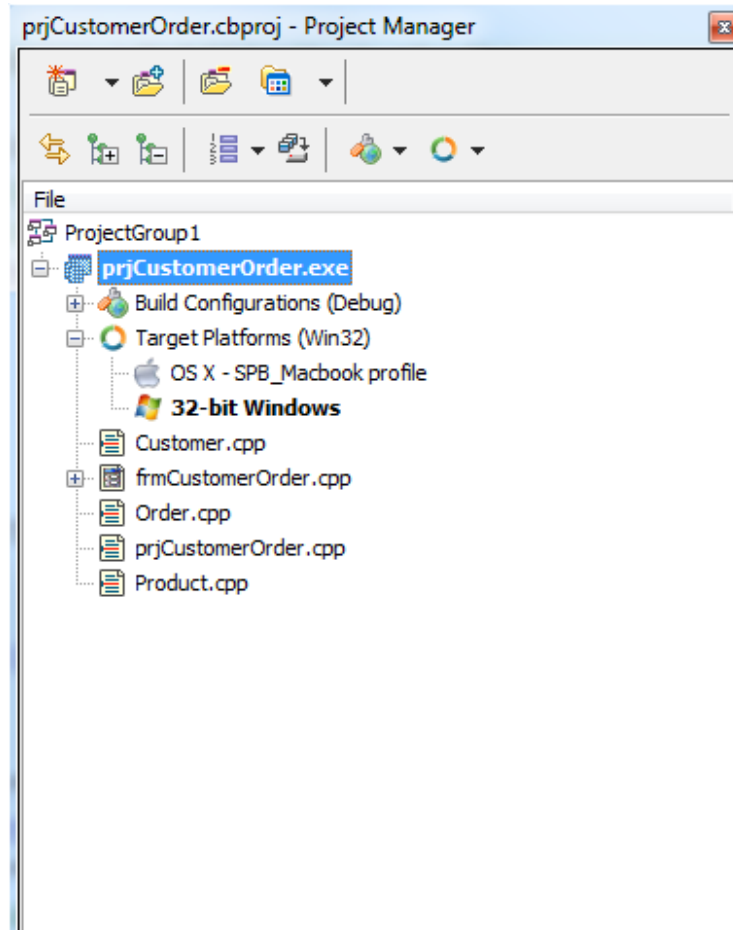 prjCustomerOrder.cbproj - Project Manager
File
ProjectGroup1
prjCustomerOrder.exe
Build Configurations (Debug)
Target Platforms (Win32)
OS X - SPB_Macbook profile
32-bit Windows
Customer.cpp
frmCustomerOrder.cpp
Order.cpp
prjCustomerOrder.cpp
Product.cpp